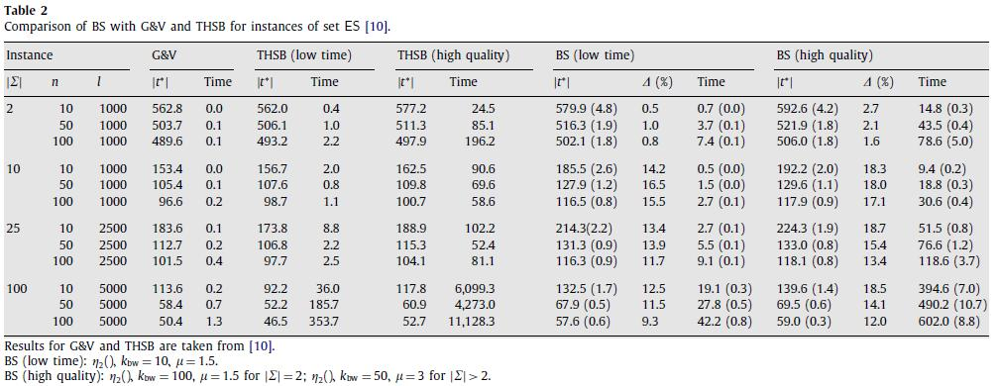 Table 2
Comparison of BS with G&V and THSB for instances of set ES [10].
Instance G&V THSB (low time) THSB (high quality) BS (low time) BS (high quality)
|Σ| n l |t*| Time |t*| Time |t*| Time |t*| Δ (%) Time |t*| Δ (%) Time
2 10 1000 562.8 0.0 562.0 0.4 577.2 24.5 579.9 (4.8) 0.5 0.7 (0.0) 592.6 (4.2) 2.7 14.8 (0.3)
50 1000 503.7 0.1 506.1 1.0 511.3 85.1 516.3 (1.9) 1.0 3.7 (0.1) 521.9 (1.8) 2.1 43.5 (0.4)
100 1000 489.6 0.1 493.2 2.2 497.9 196.2 502.1 (1.8) 0.8 7.4 (0.1) 506.0 (1.8) 1.6 78.6 (5.0)
10 10 1000 153.4 0.0 156.7 2.0 162.5 90.6 185.5 (2.6) 14.2 0.5 (0.0) 192.2 (2.0) 18.3 9.4 (0.2)
50 1000 105.4 0.1 107.6 0.8 109.8 69.6 127.9 (1.2) 16.5 1.5 (0.0) 129.6 (1.1) 18.0 18.8 (0.3)
100 1000 96.6 0.2 98.7 1.1 100.7 58.6 116.5 (0.8) 15.5 2.7 (0.1) 117.9 (0.9) 17.1 30.6 (0.4)
25 10 2500 183.6 0.1 173.8 8.8 188.9 102.2 214.3(2.2) 13.4 2.7 (0.1) 224.3 (1.9) 18.7 51.5 (0.8)
50 2500 112.7 0.2 106.8 2.2 115.3 52.4 131.3 (0.9) 13.9 5.5 (0.1) 133.0 (0.8) 15.4 76.6 (1.2)
100 2500 101.5 0.4 97.7 2.5 104.1 81.1 116.3 (0.9) 11.7 9.1 (0.1) 118.1 (0.8) 13.4 118.6 (3.7)
100 10 5000 113.6 0.2 92.2 36.0 117.8 6,099.3 132.5 (1.7) 12.5 19.1 (0.3) 139.6 (1.4) 18.5 394.6 (7.0)
50 5000 58.4 0.7 52.2 185.7 60.9 4,273.0 67.9 (0.5) 11.5 27.8 (0.5) 69.5 (0.6) 14.1 490.2 (10.7)
100 5000 50.4 1.3 46.5 353.7 52.7 11,128.3 57.6 (0.6) 9.3 42.2 (0.8) 59.0 (0.3) 12.0 602.0 (8.8)
Results for G&V and THSB are taken from [10].
BS (low time): η2(), kbw = 10, μ = 1.5.
BS (high quality): η2(), kbw = 100, μ = 1.5 for |Σ| = 2; η2(), kbw = 50, μ = 3 for |Σ| > 2.